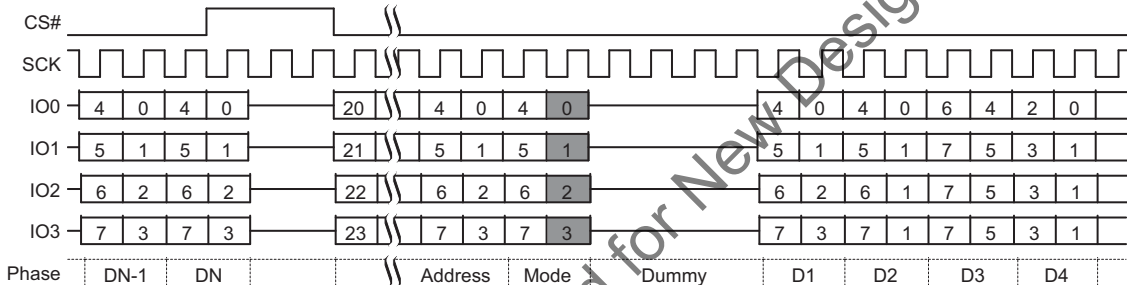 CS#
SCK
IO0 4 0 4 0 20 4 0 4 0 4 0 4 0 6 4 2 0
IO1 5 1 5 1 21 5 1 5 1 5 1 5 1 7 5 3 1
IO2 6 2 6 2 22 6 2 6 2 6 2 6 1 7 5 3 1
IO3 7 3 7 3 23 7 3 7 3 7 3 7 1 7 5 3 1
Phase DN-1 DN Address Mode Dummy D1 D2 D3 D4
d for New Desig